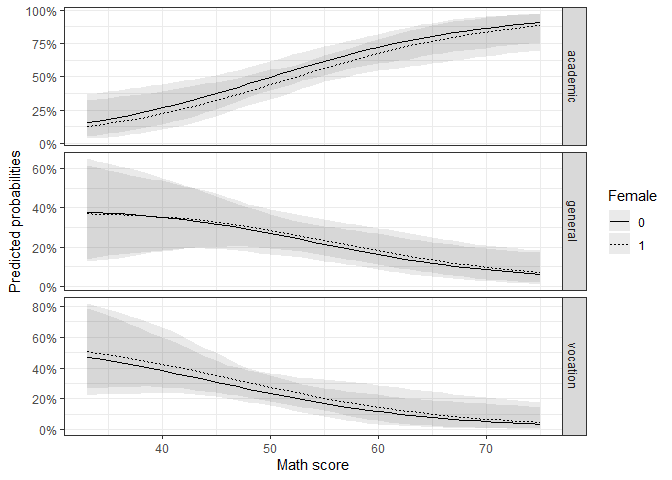 Predicted probabilities
100%
75%
50%
25%
0%
academic
60%
40%
20%
0%
general
80%
60%
40%
20%
0%
vocation
40 50 60 70
Math score
Female
0
1